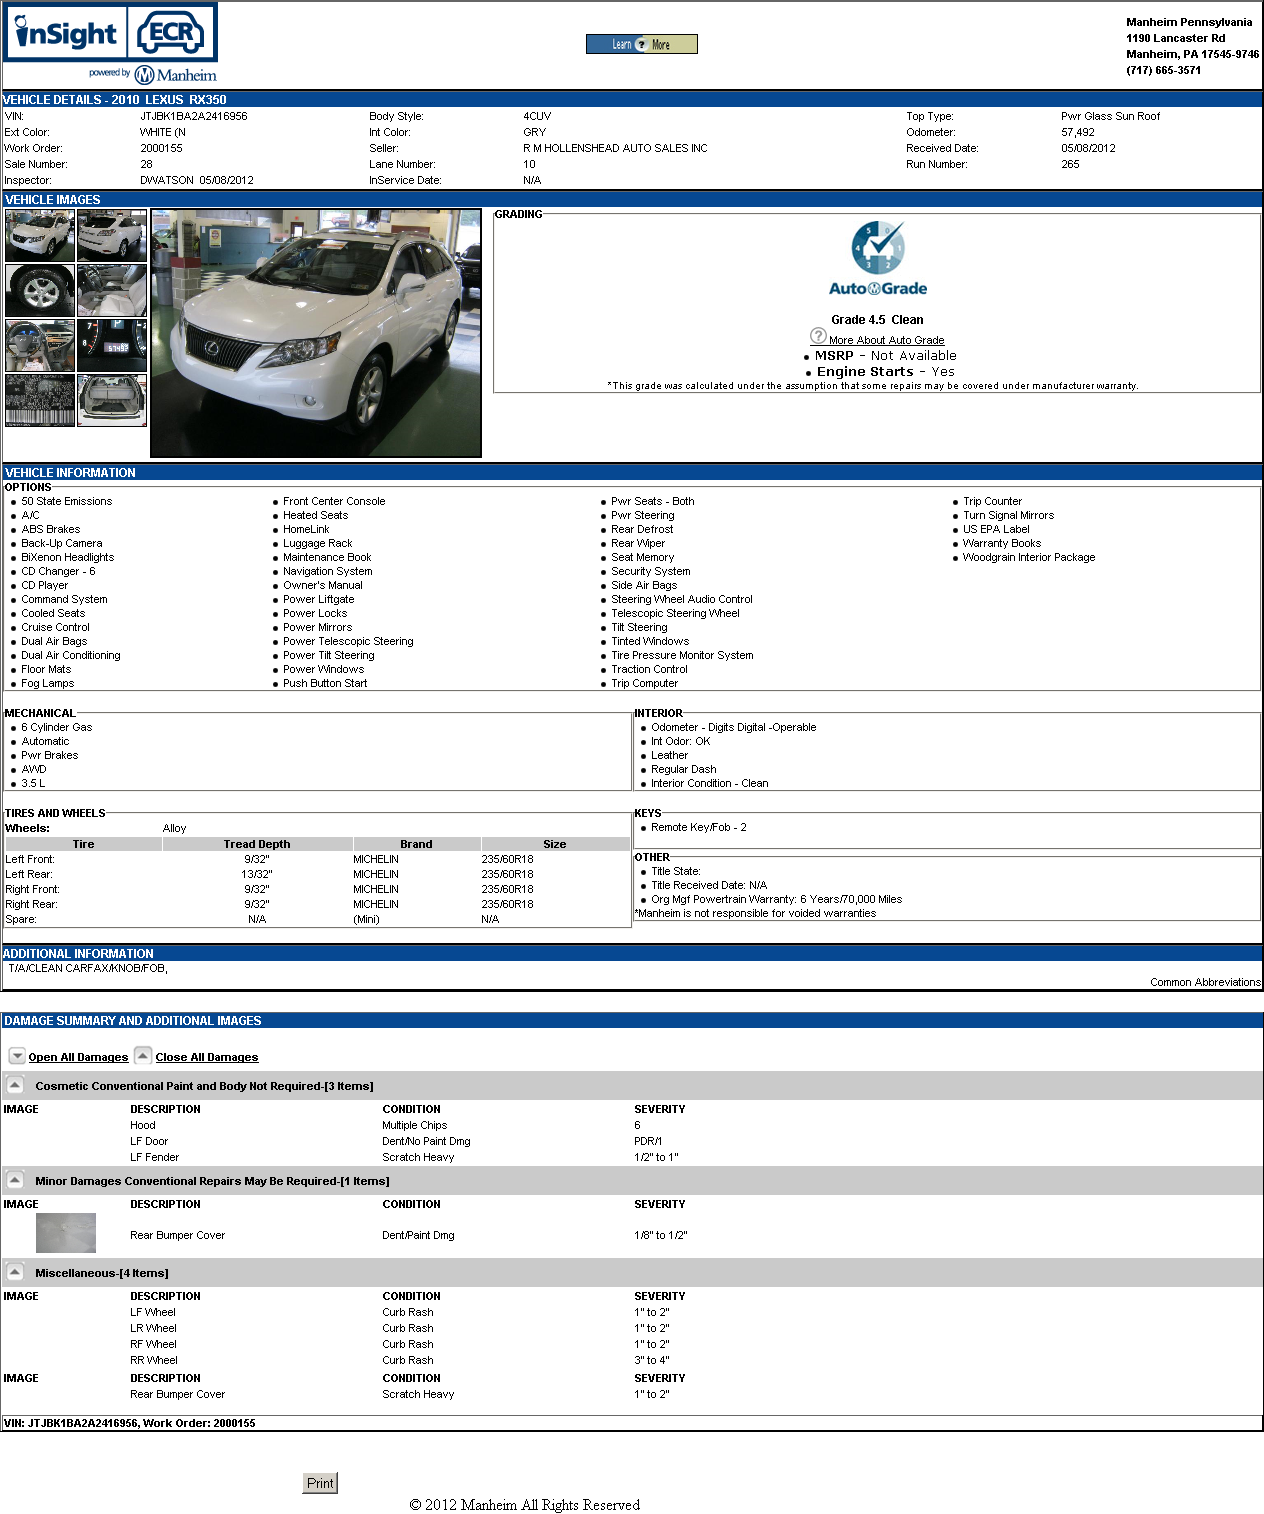 inSight ECR
powered by Manheim
Learn ? More
Manheim Pennsylvania
1190 Lancaster Rd
Manheim, PA 17545-9746
(717) 665-3571
VEHICLE DETAILS - 2010 LEXUS RX350
VIN: JTJBK1BA2A2416956 Body Style: 4CUV Top Type: Pwr Glass Sun Roof
Ext Color: WHITE (N Int Color: GRY Odometer: 57,492
Work Order: 2000155 Seller: R M HOLLENSHEAD AUTO SALES INC Received Date: 05/08/2012
Sale Number: 28 Lane Number: 10 Run Number: 265
Inspector: DWATSON 05/08/2012 InService Date: N/A
VEHICLE IMAGES
GRADING
5 0 4 1 3 2
AutoGrade
Grade 4.5 Clean
? More About Auto Grade
• MSRP - Not Available
• Engine Starts - Yes
*This grade was calculated under the assumption that some repairs may be covered under manufacturer warranty.
VEHICLE INFORMATION
OPTIONS
• 50 State Emissions • Front Center Console • Pwr Seats - Both • Trip Counter
• A/C • Heated Seats • Pwr Steering • Turn Signal Mirrors
• ABS Brakes • HomeLink • Rear Defrost • US EPA Label
• Back-Up Camera • Luggage Rack • Rear Wiper • Warranty Books
• BiXenon Headlights • Maintenance Book • Seat Memory • Woodgrain Interior Package
• CD Changer - 6 • Navigation System • Security System
• CD Player • Owner's Manual • Side Air Bags
• Command System • Power Liftgate • Steering Wheel Audio Control
• Cooled Seats • Power Locks • Telescopic Steering Wheel
• Cruise Control • Power Mirrors • Tilt Steering
• Dual Air Bags • Power Telescopic Steering • Tinted Windows
• Dual Air Conditioning • Power Tilt Steering • Tire Pressure Monitor System
• Floor Mats • Power Windows • Traction Control
• Fog Lamps • Push Button Start • Trip Computer
MECHANICAL
• 6 Cylinder Gas
• Automatic
• Pwr Brakes
• AWD
• 3.5 L
INTERIOR
• Odometer - Digits Digital -Operable
• Int Odor: OK
• Leather
• Regular Dash
• Interior Condition - Clean
TIRES AND WHEELS
Wheels: Alloy
Tire Tread Depth Brand Size
Left Front: 9/32" MICHELIN 235/60R18
Left Rear: 13/32" MICHELIN 235/60R18
Right Front: 9/32" MICHELIN 235/60R18
Right Rear: 9/32" MICHELIN 235/60R18
Spare: N/A (Mini) N/A
KEYS
• Remote Key/Fob - 2
OTHER
• Title State:
• Title Received Date: N/A
• Org Mgf Powertrain Warranty: 6 Years/70,000 Miles
*Manheim is not responsible for voided warranties
ADDITIONAL INFORMATION
T/A/CLEAN CARFAX/KNOB/FOB,
Common Abbreviations
DAMAGE SUMMARY AND ADDITIONAL IMAGES
Open All Damages Close All Damages
Cosmetic Conventional Paint and Body Not Required-[3 Items]
IMAGE DESCRIPTION CONDITION SEVERITY
Hood Multiple Chips 6
LF Door Dent/No Paint Dmg PDR/1
LF Fender Scratch Heavy 1/2" to 1"
Minor Damages Conventional Repairs May Be Required-[1 Items]
IMAGE DESCRIPTION CONDITION SEVERITY
Rear Bumper Cover Dent/Paint Dmg 1/8" to 1/2"
Miscellaneous-[4 Items]
IMAGE DESCRIPTION CONDITION SEVERITY
LF Wheel Curb Rash 1" to 2"
LR Wheel Curb Rash 1" to 2"
RF Wheel Curb Rash 1" to 2"
RR Wheel Curb Rash 3" to 4"
IMAGE DESCRIPTION CONDITION SEVERITY
Rear Bumper Cover Scratch Heavy 1" to 2"
VIN: JTJBK1BA2A2416956, Work Order: 2000155
Print
© 2012 Manheim All Rights Reserved